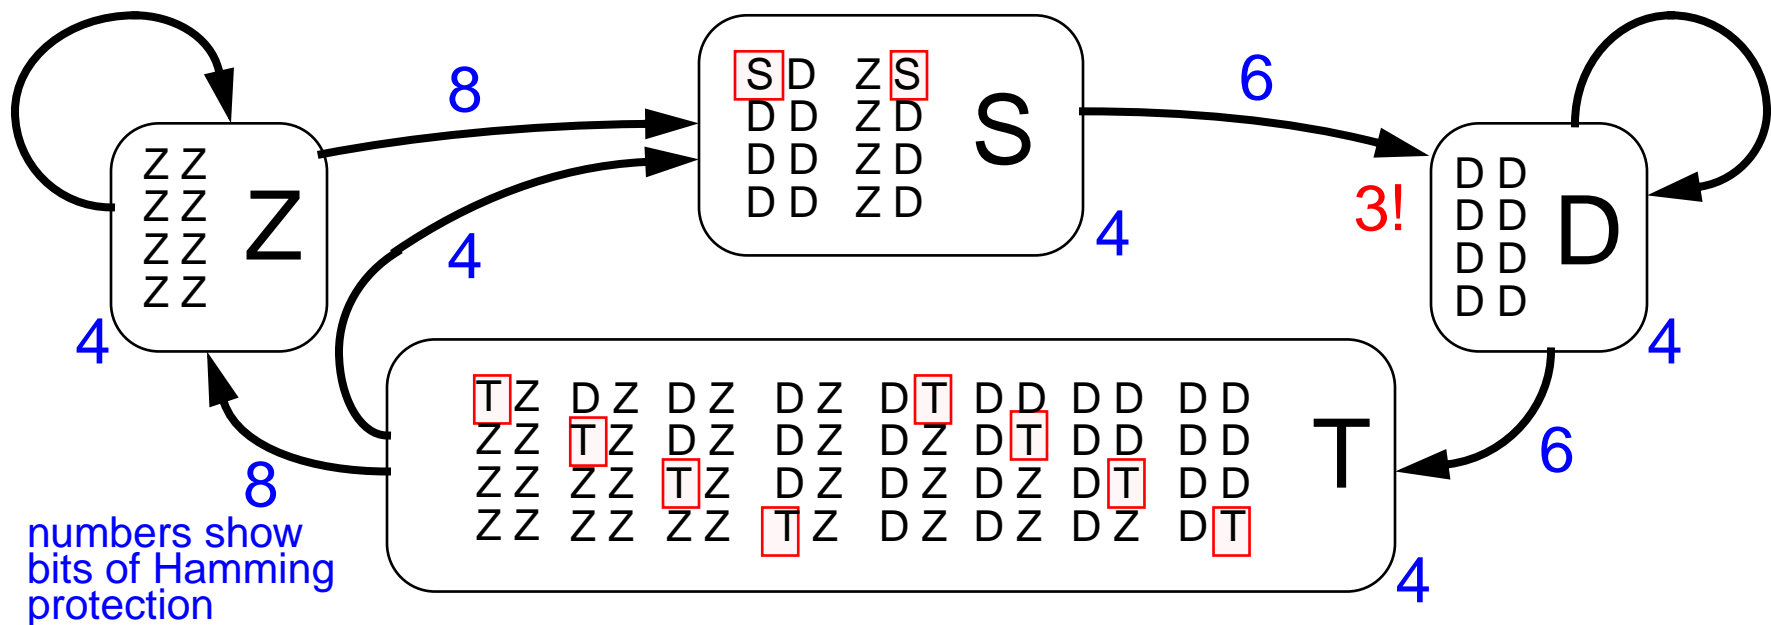 8
S D Z S
D D Z D
D D Z D
D D Z D
S
6
4
Z Z
Z Z
Z Z
Z Z
Z
4
4
3!
D D
D D
D D
D D
D
4
T Z D Z D Z D Z D T D D D D D D
Z Z T Z D Z D Z D Z D T D D D D
Z Z Z Z T Z D Z D Z D Z D T D D
Z Z Z Z Z Z T Z D Z D Z D Z D T
T
6
8
4
numbers show
bits of Hamming
protection